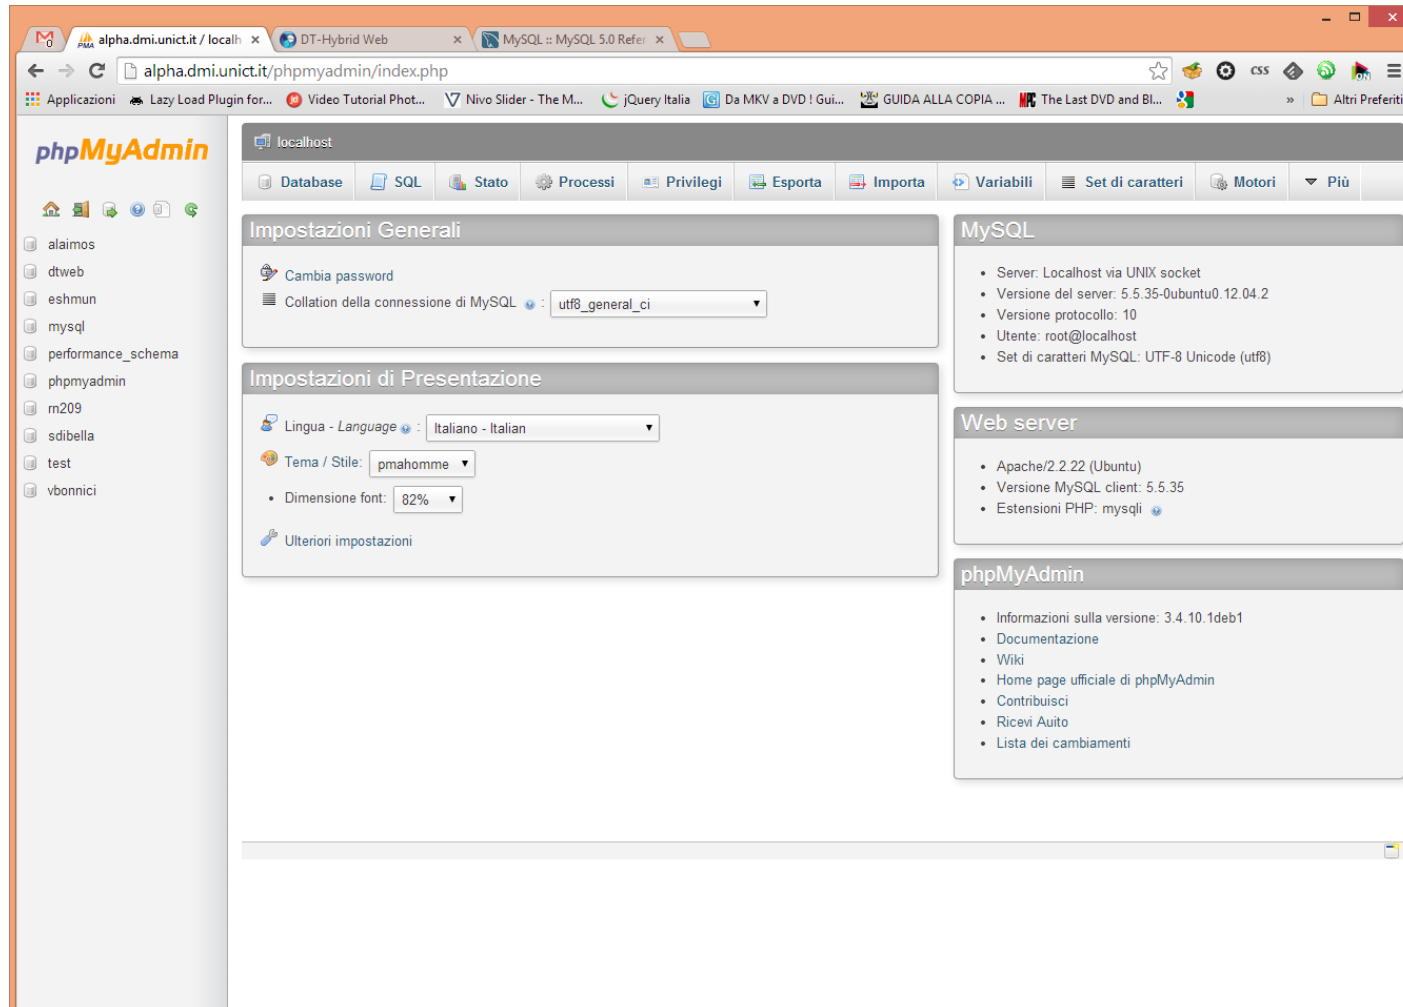 alpha.dmi.unict.it / localh
DT-Hybrid Web
MySQL :: MySQL 5.0 Refer
alpha.dmi.unict.it/phpmyadmin/index.php
CSS
ON
Applicazioni
Lazy Load Plugin for...
Video Tutorial Phot...
Nivo Slider - The M...
jQuery Italia
Da MKV a DVD ! Gui...
GUIDA ALLA COPIA ...
The Last DVD and Bl...
»
Altri Preferiti
phpMyAdmin
alaimos
dtweb
eshmun
mysql
performance_schema
phpmyadmin
rn209
sdibella
test
vbonnici
localhost
Database
SQL
Stato
Processi
Privilegi
Esporta
Importa
Variabili
Set di caratteri
Motori
Più
Impostazioni Generali
Cambia password
Collation della connessione di MySQL : utf8_general_ci
Impostazioni di Presentazione
Lingua - Language : Italiano - Italian
Tema / Stile: pmahomme
• Dimensione font: 82%
Ulteriori impostazioni
MySQL
• Server: Localhost via UNIX socket
• Versione del server: 5.5.35-0ubuntu0.12.04.2
• Versione protocollo: 10
• Utente: root@localhost
• Set di caratteri MySQL: UTF-8 Unicode (utf8)
Web server
• Apache/2.2.22 (Ubuntu)
• Versione MySQL client: 5.5.35
• Estensioni PHP: mysqli
phpMyAdmin
• Informazioni sulla versione: 3.4.10.1deb1
• Documentazione
• Wiki
• Home page ufficiale di phpMyAdmin
• Contribuisci
• Ricevi Auito
• Lista dei cambiamenti